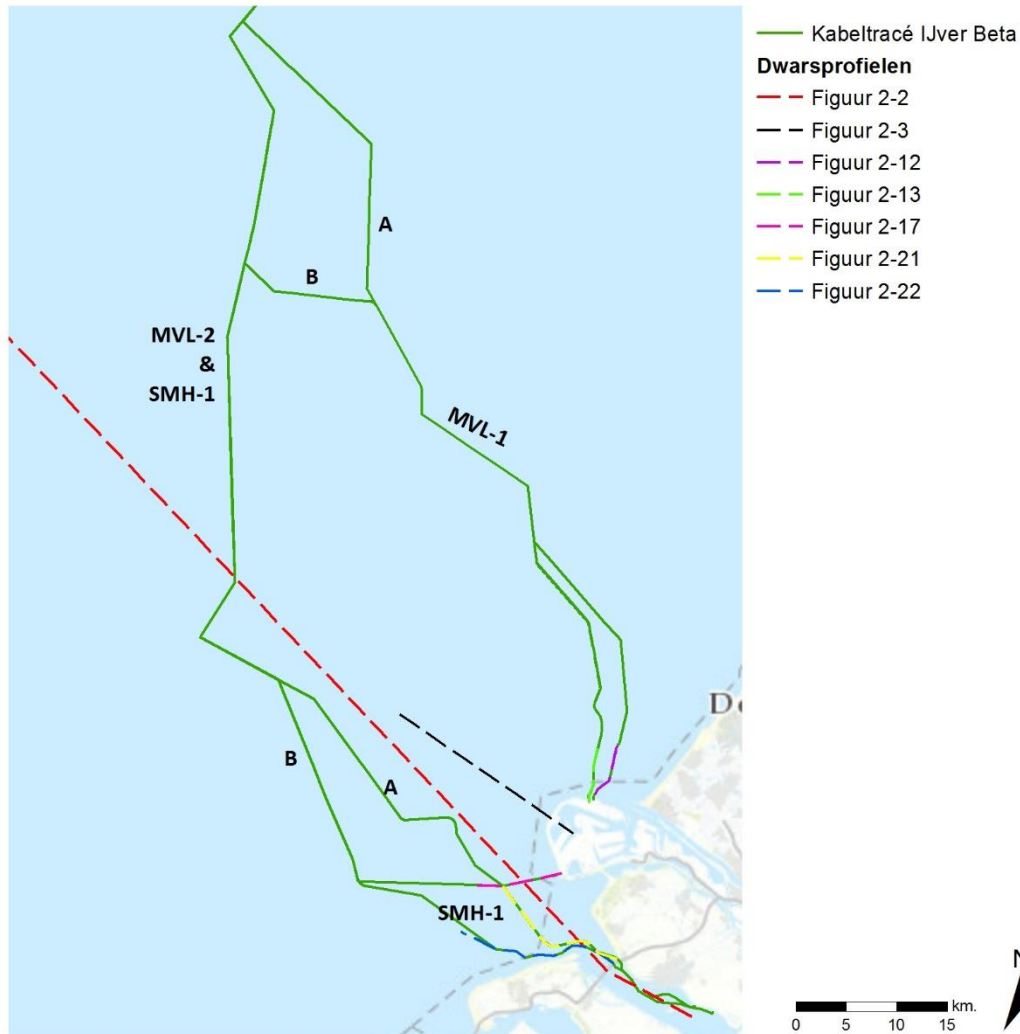 Kabeltracé IJver Beta
Dwarsprofielen
Figuur 2-2
Figuur 2-3
Figuur 2-12
Figuur 2-13
Figuur 2-17
Figuur 2-21
Figuur 2-22
A
B
MVL-2
&
SMH-1
MVL-1
De
B
A
SMH-1
N
km.
0 5 10 15